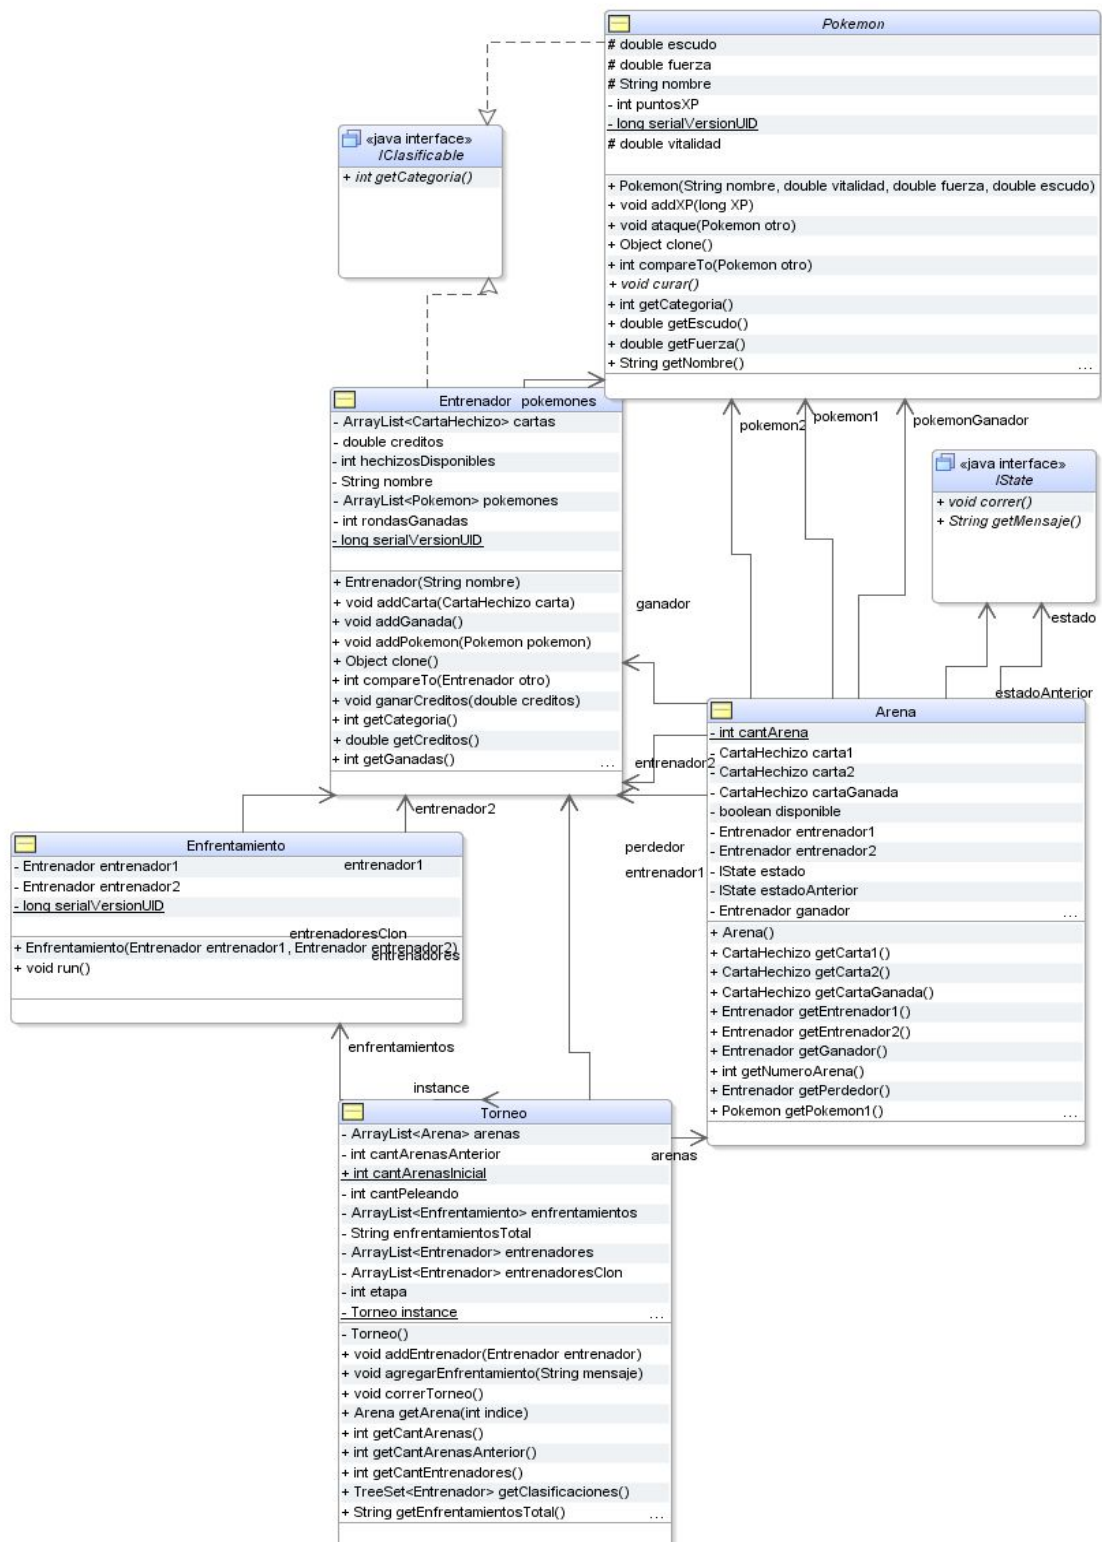 Pokemon
# double escudo
# double fuerza
# String nombre
- int puntosXP
- long serialVersionUID
# double vitalidad
+ Pokemon(String nombre, double vitalidad, double fuerza, double escudo)
+ void addXP(long XP)
+ void ataque(Pokemon otro)
+ Object clone()
+ int compareTo(Pokemon otro)
+ void curar()
+ int getCategoria()
+ double getEscudo()
+ double getFuerza()
+ String getNombre()
...
«java interface»
IClasificable
+ int getCategoria()
Entrenador
pokemones
- ArrayList<CartaHechizo> cartas
- double creditos
- int hechizosDisponibles
- String nombre
- ArrayList<Pokemon> pokemones
- int rondasGanadas
- long serialVersionUID
+ Entrenador(String nombre)
+ void addCarta(CartaHechizo carta)
+ void addGanada()
+ void addPokemon(Pokemon pokemon)
+ Object clone()
+ int compareTo(Entrenador otro)
+ void ganarCreditos(double creditos)
+ int getCategoria()
+ double getCreditos()
+ int getGanadas()
...
pokemon2
pokemon1
pokemonGanador
«java interface»
IState
+ void correr()
+ String getMensaje()
ganador
estado
estadoAnterior
entrenador2
perdedor
entrenador1
Arena
- int cantArena
- CartaHechizo carta1
- CartaHechizo carta2
- CartaHechizo cartaGanada
- boolean disponible
- Entrenador entrenador1
- Entrenador entrenador2
- IState estado
- IState estadoAnterior
- Entrenador ganador
...
+ Arena()
+ CartaHechizo getCarta1()
+ CartaHechizo getCarta2()
+ CartaHechizo getCartaGanada()
+ Entrenador getEntrenador1()
+ Entrenador getEntrenador2()
+ Entrenador getGanador()
+ int getNumeroArena()
+ Entrenador getPerdedor()
+ Pokemon getPokemon1()
...
entrenador2
Enfrentamiento
- Entrenador entrenador1
- Entrenador entrenador2
- long serialVersionUID
+ Enfrentamiento(Entrenador entrenador1, Entrenador entrenador2)
+ void run()
entrenador1
entrenadoresClon
entrenadores
enfrentamientos
instance
arenas
Torneo
- ArrayList<Arena> arenas
- int cantArenasAnterior
+ int cantArenasInicial
- int cantPeleando
- ArrayList<Enfrentamiento> enfrentamientos
- String enfrentamientosTotal
- ArrayList<Entrenador> entrenadores
- ArrayList<Entrenador> entrenadoresClon
- int etapa
- Torneo instance
...
- Torneo()
+ void addEntrenador(Entrenador entrenador)
+ void agregarEnfrentamiento(String mensaje)
+ void correrTorneo()
+ Arena getArena(int indice)
+ int getCantArenas()
+ int getCantArenasAnterior()
+ int getCantEntrenadores()
+ TreeSet<Entrenador> getClasificaciones()
+ String getEnfrentamientosTotal()
...